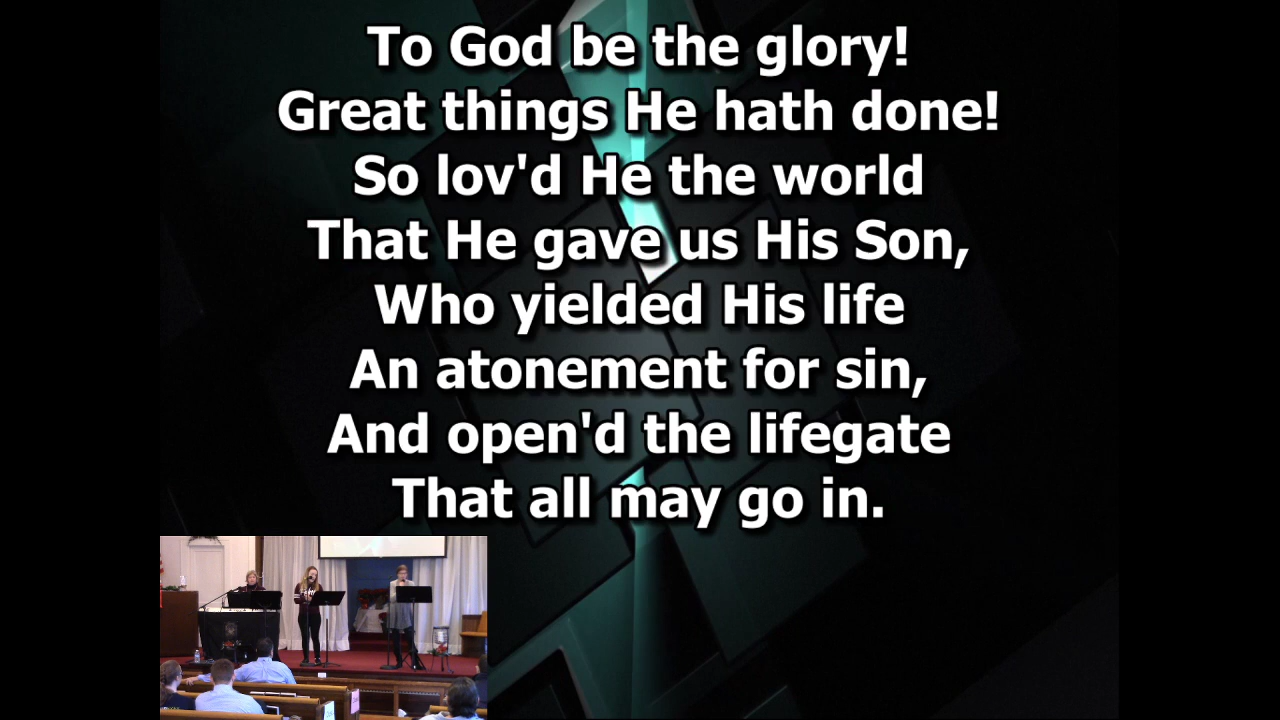 To God be the glory!
Great things He hath done!
So lov'd He the world
That He gave us His Son,
Who yielded His life
An atonement for sin,
And open'd the lifegate
That all may go in.